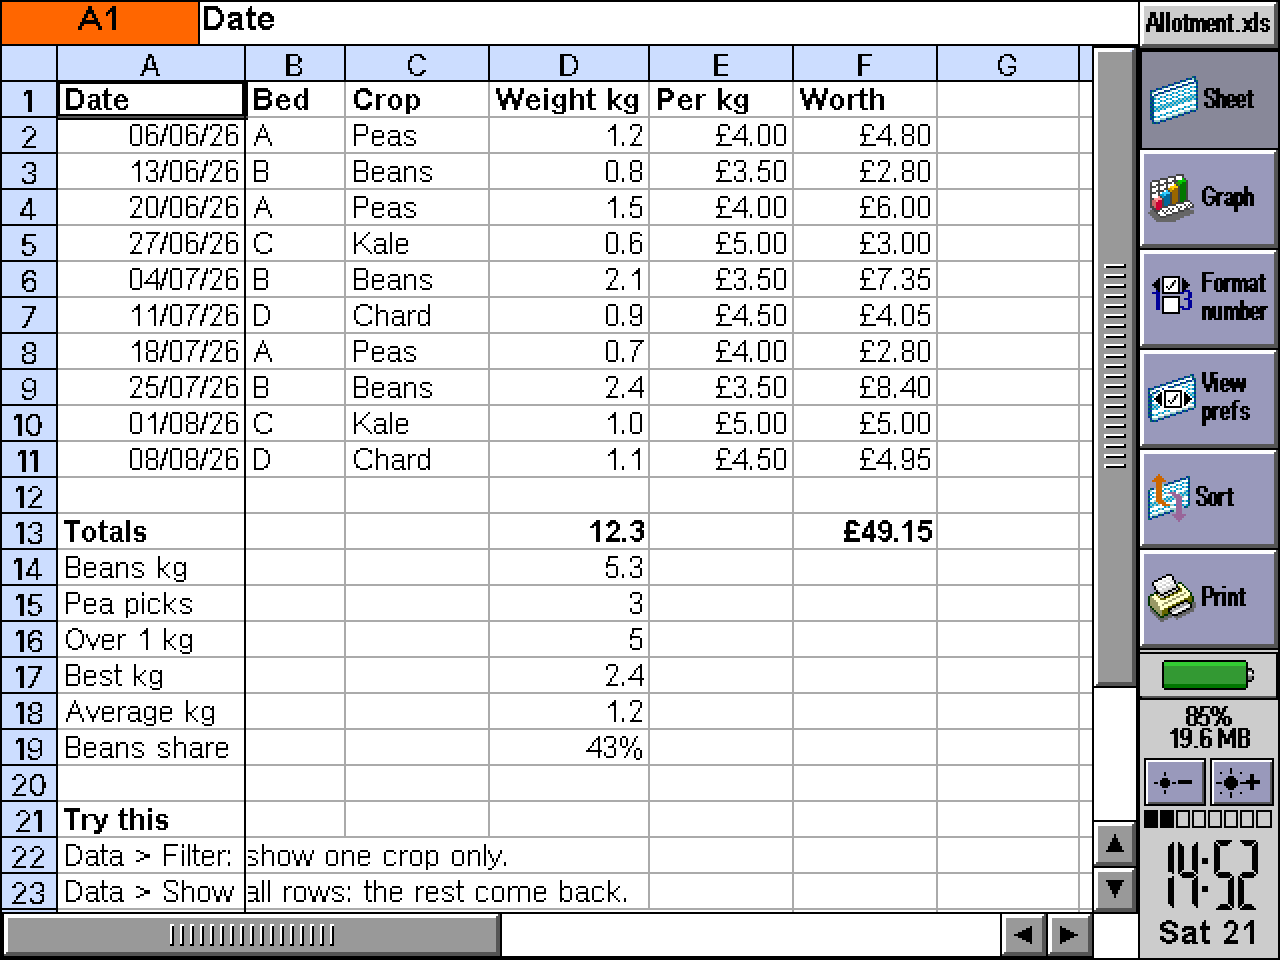 A1 Date Allotment.xls
A B C D E F G
1 Date Bed Crop Weight kg Per kg Worth
2 06/06/26 A Peas 1.2 £4.00 £4.80
3 13/06/26 B Beans 0.8 £3.50 £2.80
4 20/06/26 A Peas 1.5 £4.00 £6.00
5 27/06/26 C Kale 0.6 £5.00 £3.00
6 04/07/26 B Beans 2.1 £3.50 £7.35
7 11/07/26 D Chard 0.9 £4.50 £4.05
8 18/07/26 A Peas 0.7 £4.00 £2.80
9 25/07/26 B Beans 2.4 £3.50 £8.40
10 01/08/26 C Kale 1.0 £5.00 £5.00
11 08/08/26 D Chard 1.1 £4.50 £4.95
12
13 Totals 12.3 £49.15
14 Beans kg 5.3
15 Pea picks 3
16 Over 1 kg 5
17 Best kg 2.4
18 Average kg 1.2
19 Beans share 43%
20
21 Try this
22 Data > Filter: show one crop only.
23 Data > Show all rows: the rest come back.
Sheet
Graph
Format
number
View
prefs
Sort
Print
85%
19.6 MB
14:52
Sat 21